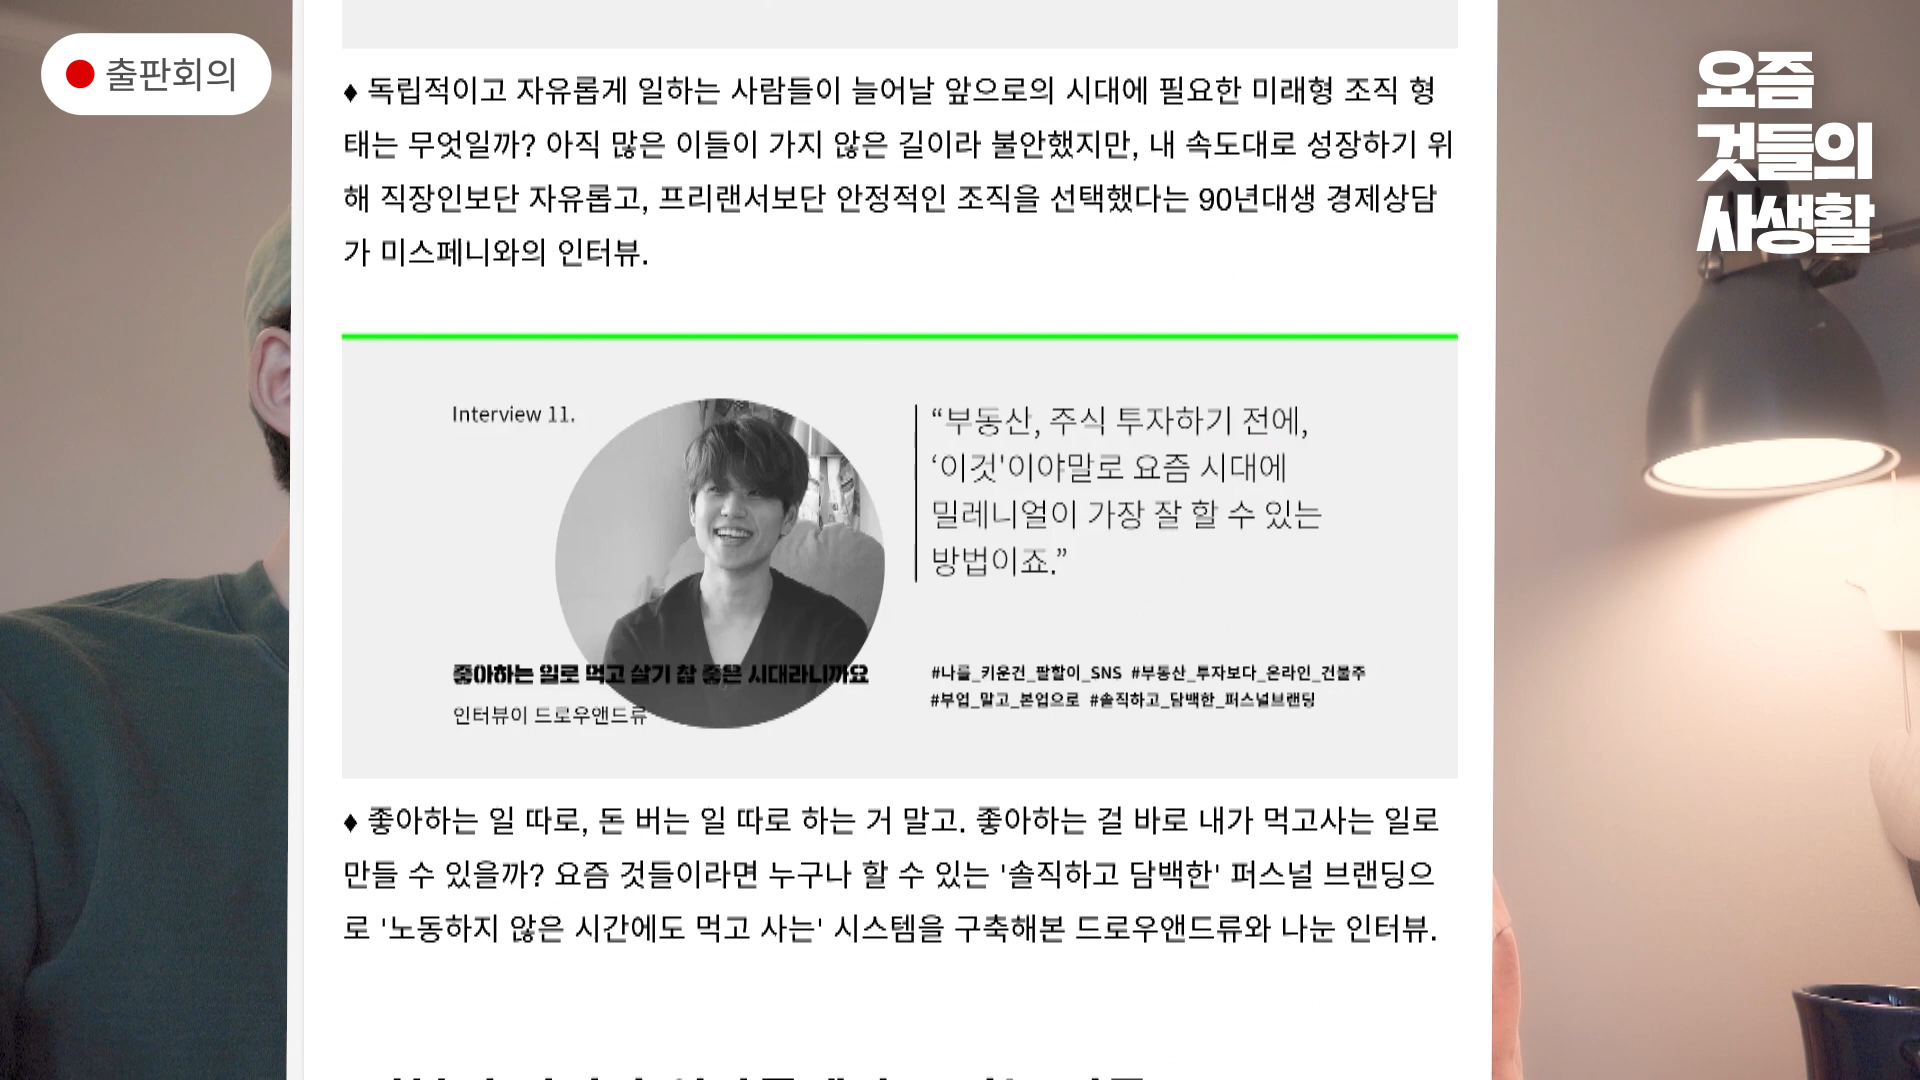 출판회의
요즘
것들의
사생활
♦ 독립적이고 자유롭게 일하는 사람들이 늘어날 앞으로의 시대에 필요한 미래형 조직 형
태는 무엇일까? 아직 많은 이들이 가지 않은 길이라 불안했지만, 내 속도대로 성장하기 위
해 직장인보단 자유롭고, 프리랜서보단 안정적인 조직을 선택했다는 90년대생 경제상담
가 미스페니와의 인터뷰.
Interview 11.
“부동산, 주식 투자하기 전에,
‘이것'이야말로 요즘 시대에
밀레니얼이 가장 잘 할 수 있는
방법이죠.”
좋아하는 일로 먹고 살기 참 좋은 시대라니까요
인터뷰이 드로우앤드류
#나를_키운건_팔할이_SNS #부동산_투자보다_온라인_건물주
#부업_말고_본업으로 #솔직하고_담백한_퍼스널브랜딩
♦ 좋아하는 일 따로, 돈 버는 일 따로 하는 거 말고. 좋아하는 걸 바로 내가 먹고사는 일로
만들 수 있을까? 요즘 것들이라면 누구나 할 수 있는 '솔직하고 담백한' 퍼스널 브랜딩으
로 '노동하지 않은 시간에도 먹고 사는' 시스템을 구축해본 드로우앤드류와 나눈 인터뷰.